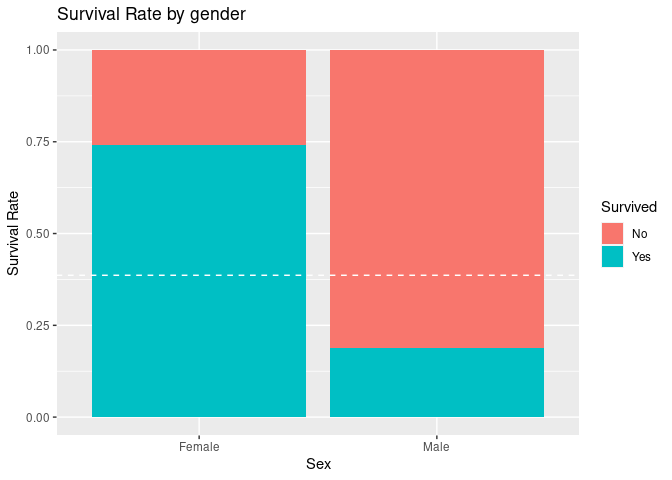 Survival Rate by gender
1.00
0.75
0.50
0.25
0.00
Survival Rate
Female Male
Sex
Survived
No
Yes